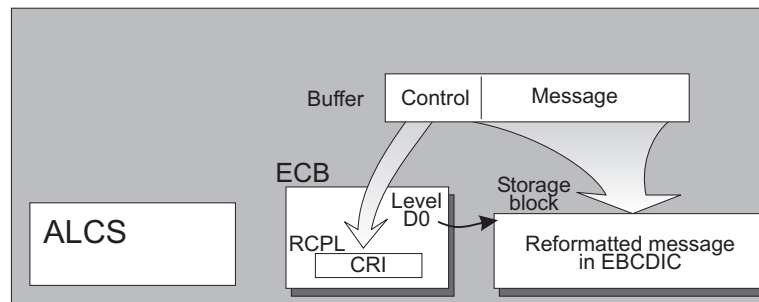 Buffer Control Message
ECB
Level
D0
Storage
block
ALCS
RCPL
CRI
Reformatted message
in EBCDIC